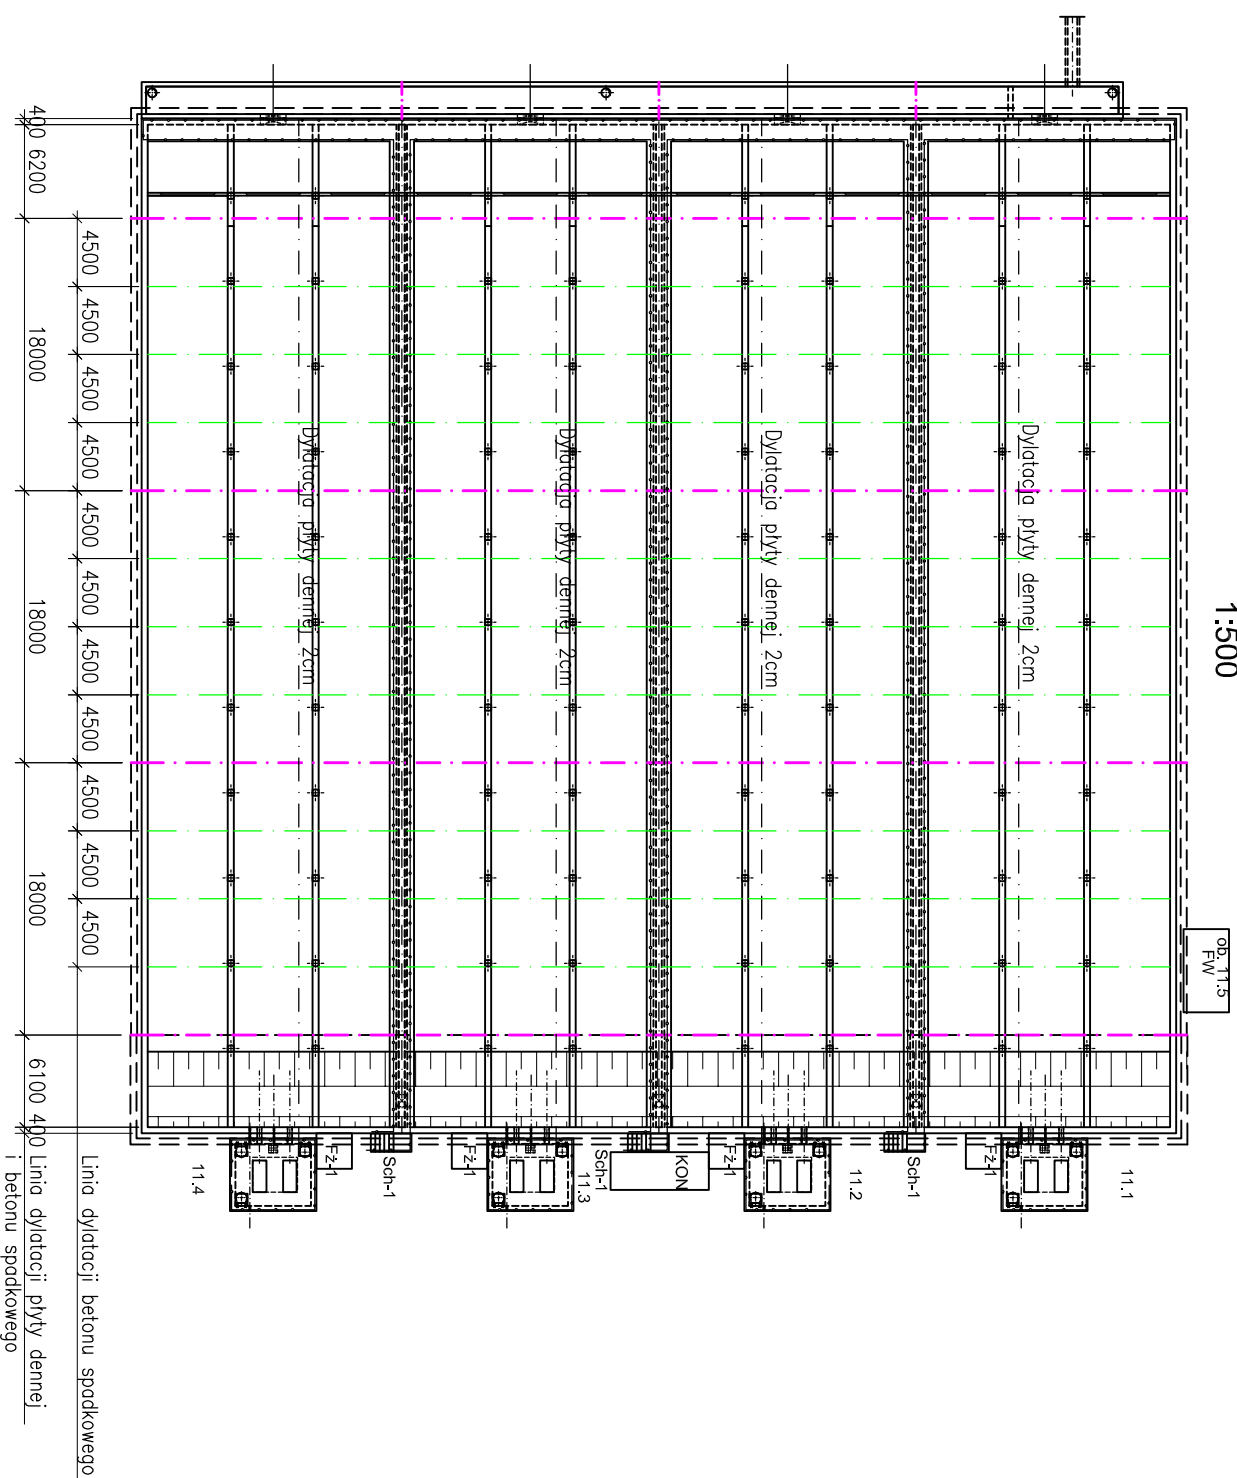 1:500
ob. 11.5
FW
Dylatacja płyty dennej 2cm
Dylatacja płyty dennej 2cm
Dylatacja płyty dennej 2cm
Dylatacja płyty dennej 2cm
11.1
Fż-1
Sch-1
11.2
Fż-1
KON
Sch-1
11.3
Fż-1
Sch-1
Fż-1
11.4
4500 4500 4500 4500 4500 4500 4500 4500 4500 4500 4500
Linia dylatacji betonu spadkowego
400 6200 18000 18000 18000 6100 400
Linia dylatacji płyty dennej
i betonu spadkowego